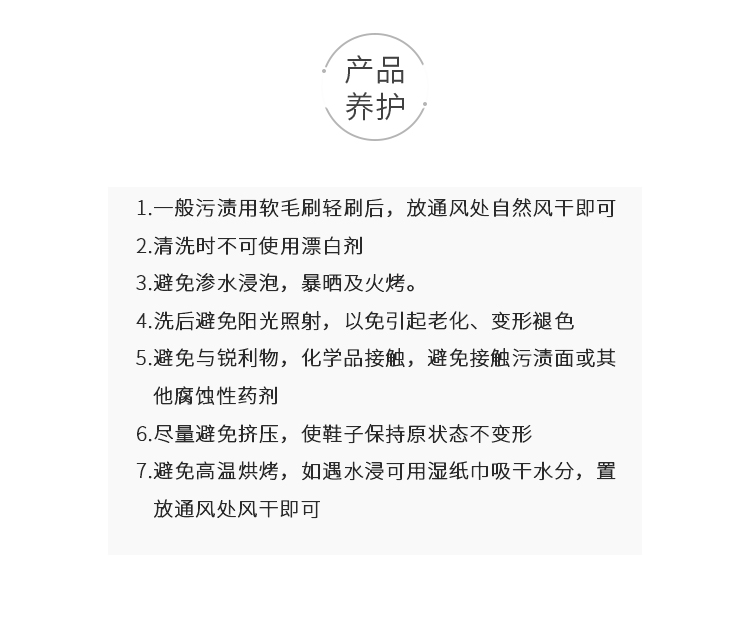 产品
养护
1.一般污渍用软毛刷轻刷后，放通风处自然风干即可
2.清洗时不可使用漂白剂
3.避免渗水浸泡，暴晒及火烤。
4.洗后避免阳光照射，以免引起老化、变形褪色
5.避免与锐利物，化学品接触，避免接触污渍面或其
他腐蚀性药剂
6.尽量避免挤压，使鞋子保持原状态不变形
7.避免高温烘烤，如遇水浸可用湿纸巾吸干水分，置
放通风处风干即可